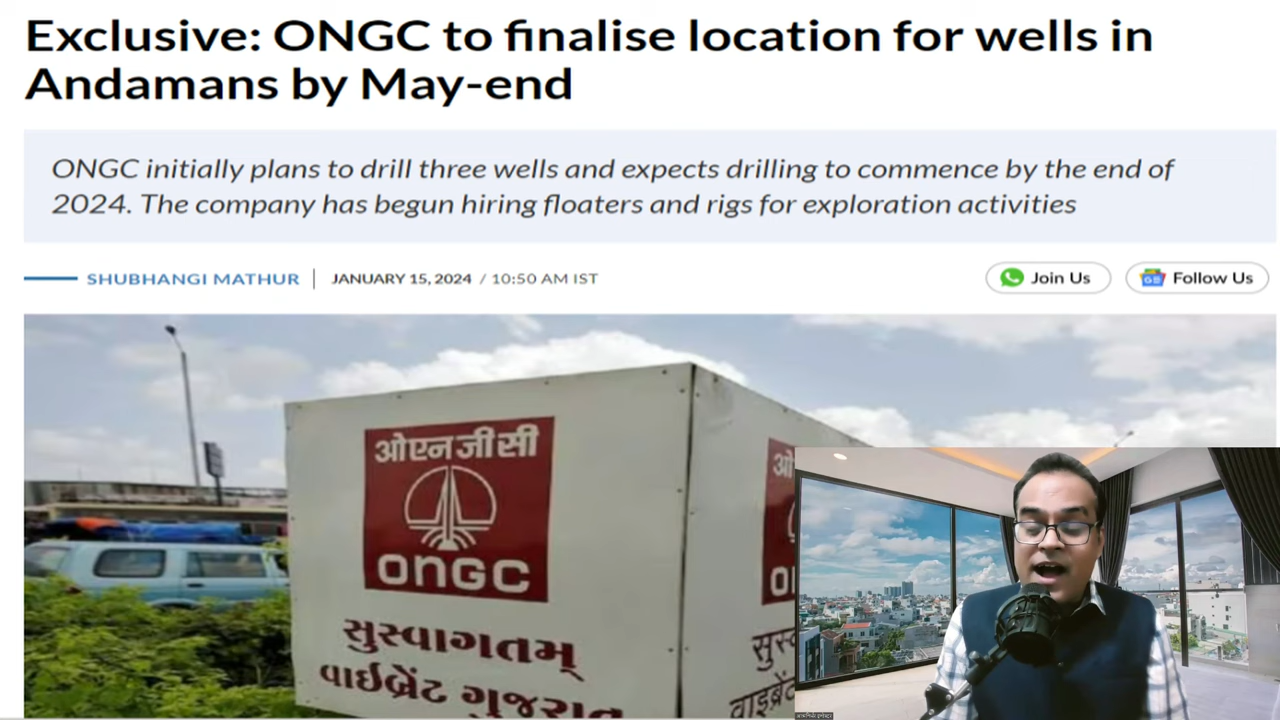 Exclusive: ONGC to finalise location for wells in
Andamans by May-end
ONGC initially plans to drill three wells and expects drilling to commence by the end of
2024. The company has begun hiring floaters and rigs for exploration activities
SHUBHANGI MATHUR | JANUARY 15, 2024 / 10:50 AM IST
Join Us
Follow Us
ओएनजीसी
ONGC
સુસ્વાગતમ્
વાઇબ્રેંટ ગુજરાત